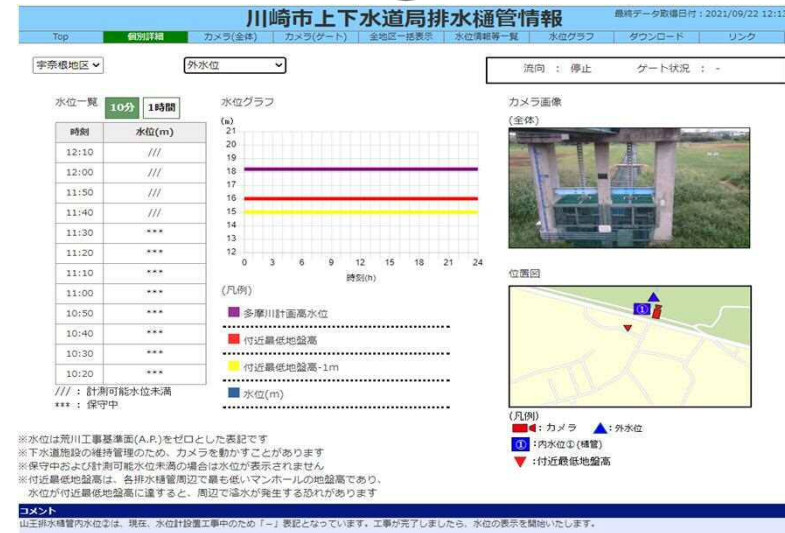 川崎市上下水道局排水樋管情報
最終データ取得日付:2021/09/22 12:1
Top 個別詳細 カメラ(全体) カメラ(ゲート) 全地区一括表示 水位情報等一覧 水位グラフ ダウンロード リンク
宇奈根地区 外水位
流向 : 停止 ゲート状況 : -
水位一覧 10分 1時間
時刻 水位(m)
12:10 ///
12:00 ///
11:50 ///
11:40 ///
11:30 ***
11:20 ***
11:10 ***
11:00 ***
10:50 ***
10:40 ***
10:30 ***
10:20 ***
/// : 計測可能水位未満
*** : 保守中
水位グラフ
(m)
21
20
19
18
17
16
15
14
13
12
0 3 6 9 12 15 18 21 24
時刻(h)
(凡例)
多摩川計画高水位
付近最低地盤高
付近最低地盤高-1m
水位(m)
カメラ画像
(全体)
位置図
①
(凡例)
:カメラ :外水位
① :内水位①(樋管)
:付近最低地盤高
※水位は荒川工事基準面(A.P.)をゼロとした表記です
※下水道施設の維持管理のため、カメラを動かすことがあります
※保守中および計測可能水位未満の場合は水位が表示されません
※付近最低地盤高は、各排水樋管周辺で最も低いマンホールの地盤高であり、
水位が付近最低地盤高に達すると、周辺で溢水が発生する恐れがあります
コメント
山王排水樋管内水位②は、現在、水位計設置工事中のため「-」表記となっています。工事が完了しましたら、水位の表示を開始いたします。